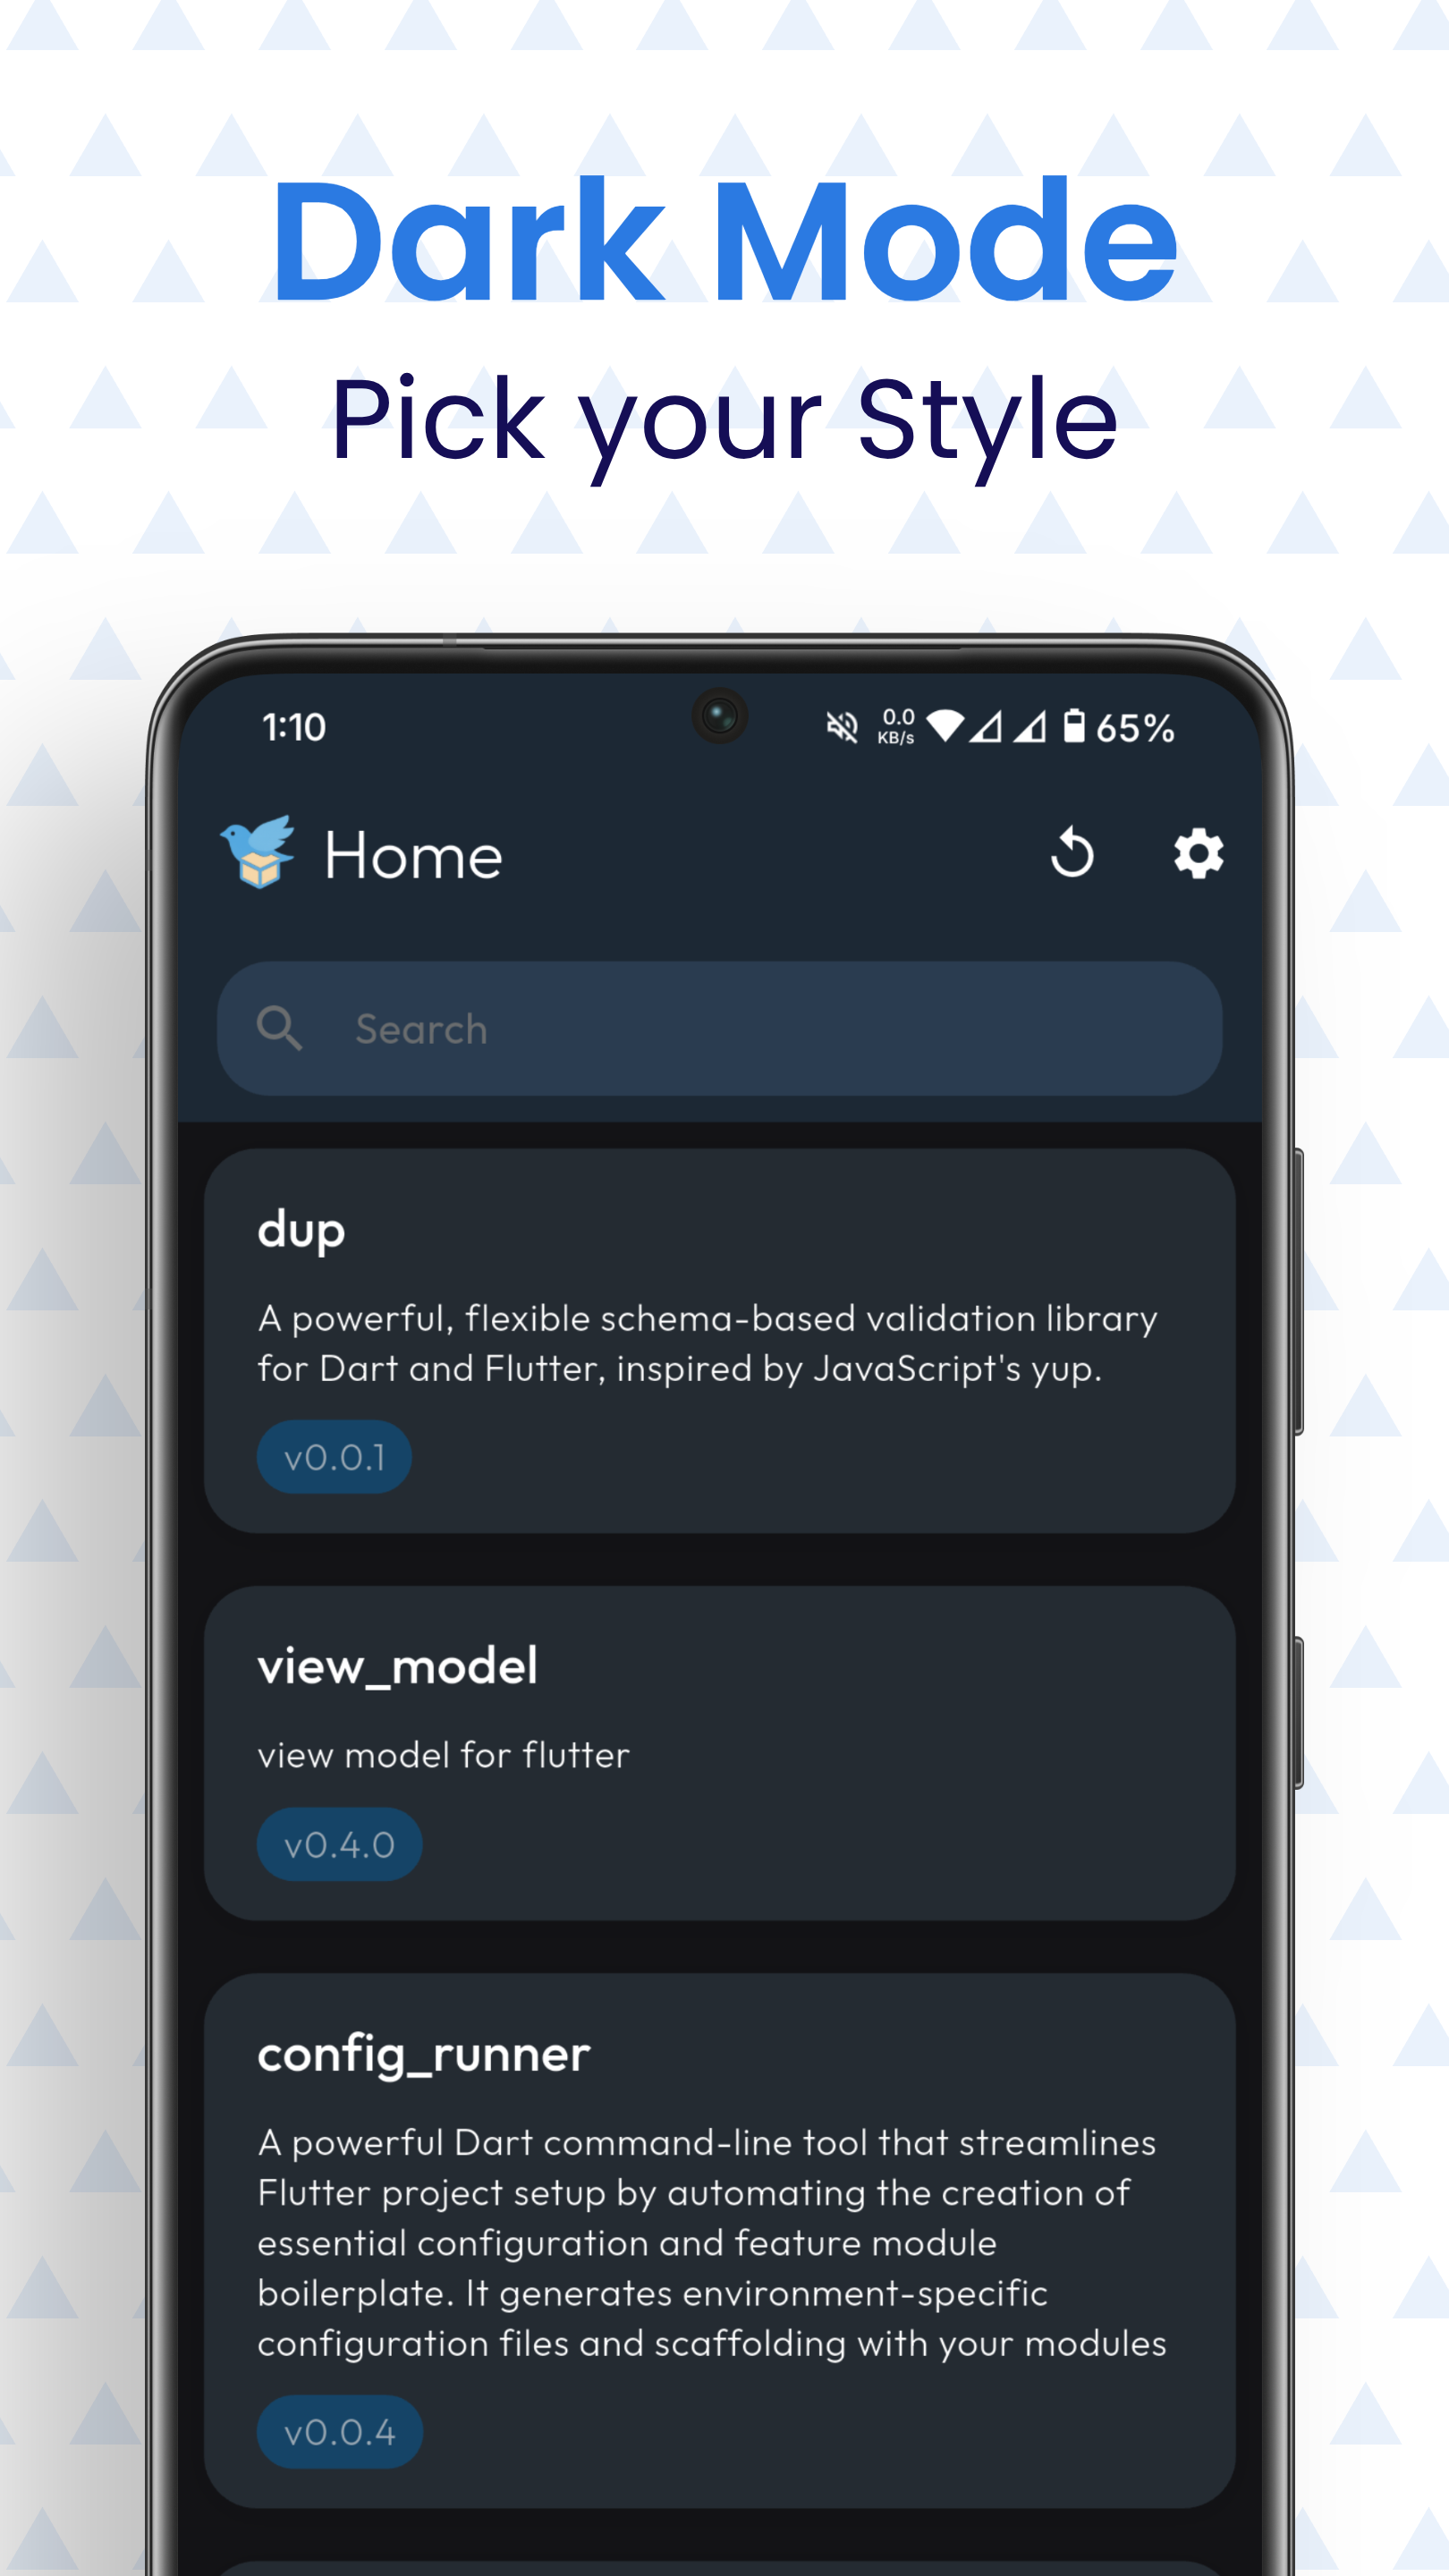 Dark Mode
Pick your Style
1:10
0.0
KB/s
65%
Home
Search
dup
A powerful, flexible schema-based validation library
for Dart and Flutter, inspired by JavaScript's yup.
v0.0.1
view_model
view model for flutter
v0.4.0
config_runner
A powerful Dart command-line tool that streamlines
Flutter project setup by automating the creation of
essential configuration and feature module
boilerplate. It generates environment-specific
configuration files and scaffolding with your modules
v0.0.4